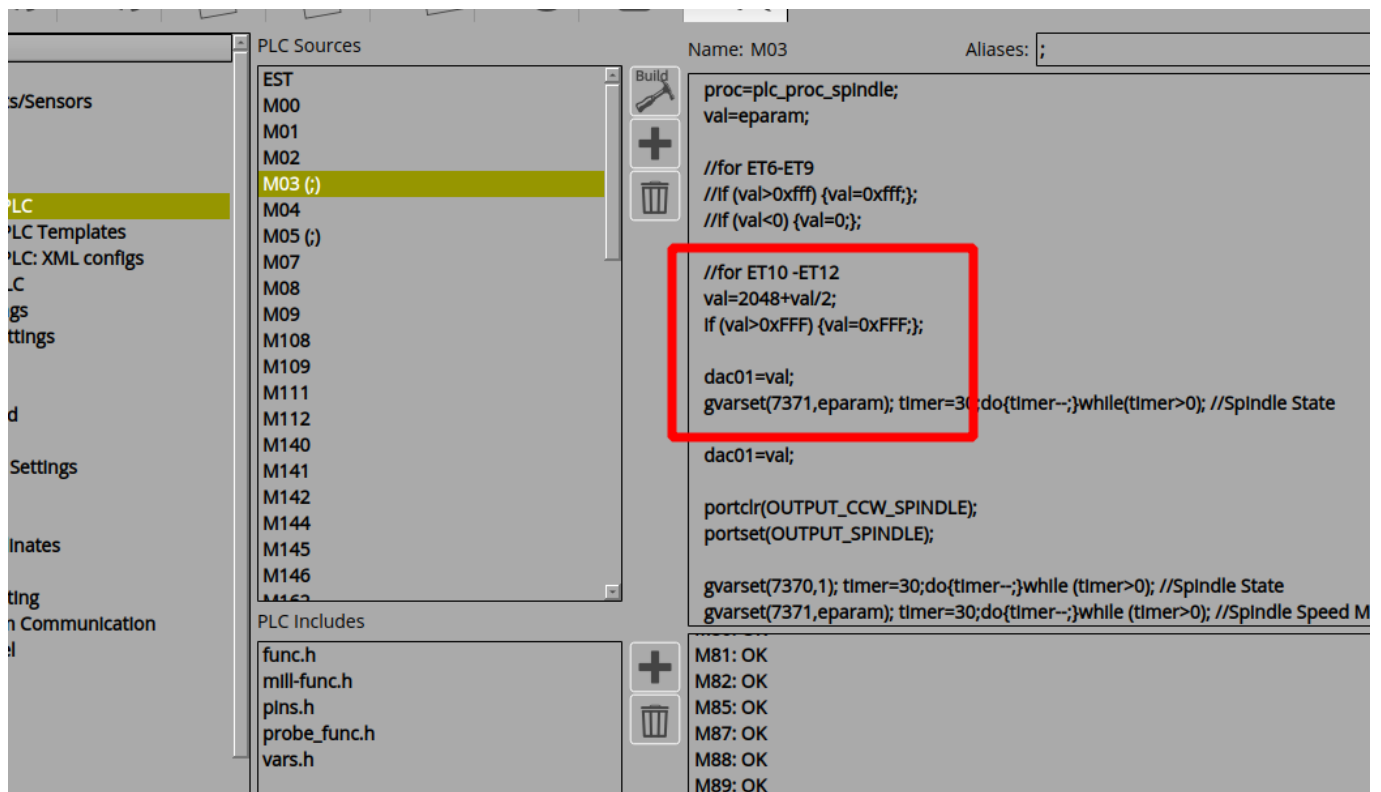 s/Sensors
PLC
PLC Templates
PLC: XML configs
LC
gs
ttings
d
Settings
inates
ting
n Communication
el
PLC Sources
EST
M00
M01
M02
M03 (;)
M04
M05 (;)
M07
M08
M09
M108
M109
M111
M112
M140
M141
M142
M144
M145
M146
PLC Includes
func.h
mill-func.h
pins.h
probe_func.h
vars.h
Build
Name: M03
Aliases: ;
proc=plc_proc_spindle;
val=eparam;
//for ET6-ET9
//if (val>0xfff) {val=0xfff;};
//if (val<0) {val=0;};
//for ET10 -ET12
val=2048+val/2;
if (val>0xFFF) {val=0xFFF;};
dac01=val;
gvarset(7371,eparam); timer=30;do{timer--;}while(timer>0); //Spindle State
dac01=val;
portclr(OUTPUT_CCW_SPINDLE);
portset(OUTPUT_SPINDLE);
gvarset(7370,1); timer=30;do{timer--;}while (timer>0); //Spindle State
gvarset(7371,eparam); timer=30;do{timer--;}while (timer>0); //Spindle Speed M
M81: OK
M82: OK
M85: OK
M87: OK
M88: OK
M89: OK